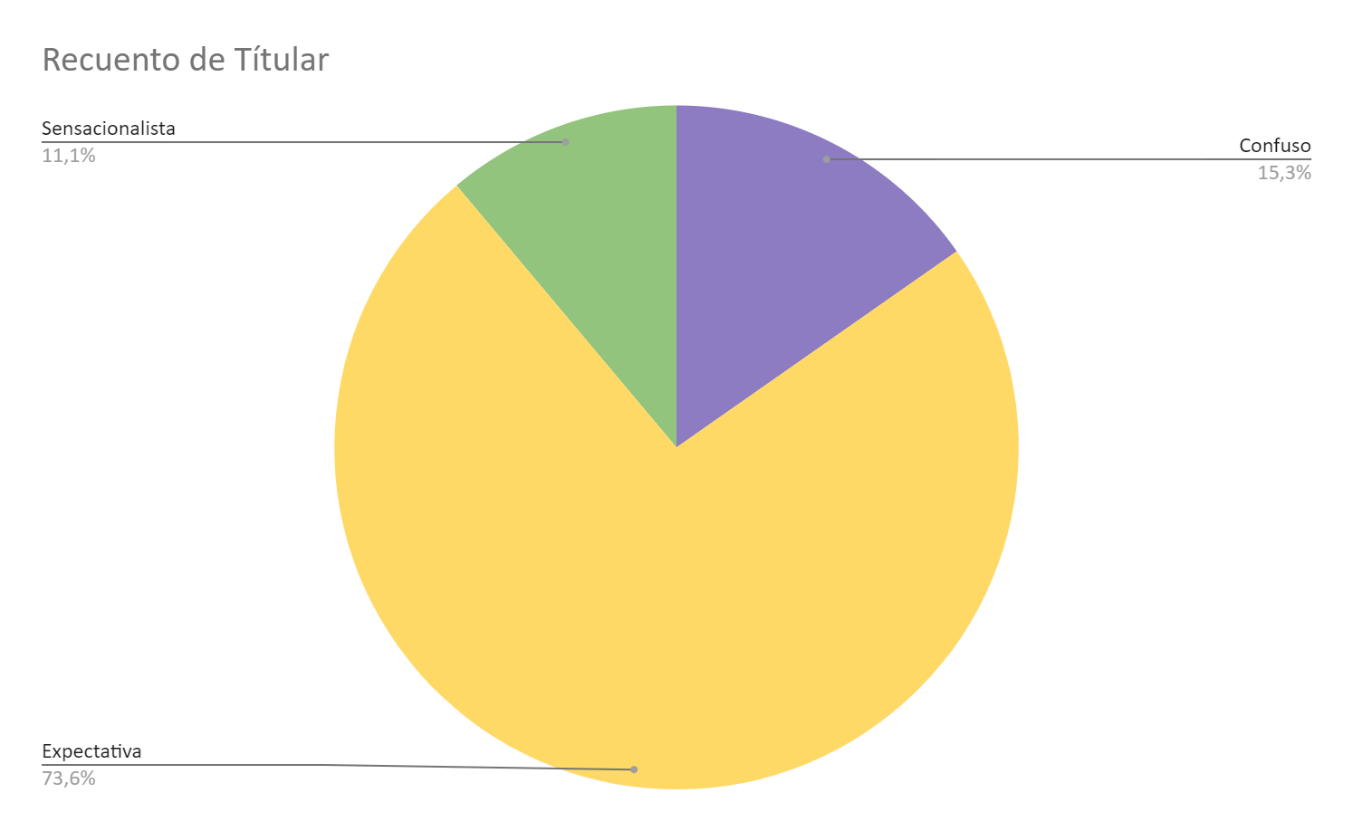 Recuento de Títular
Sensacionalista
11,1%
Confuso
15,3%
Expectativa
73,6%